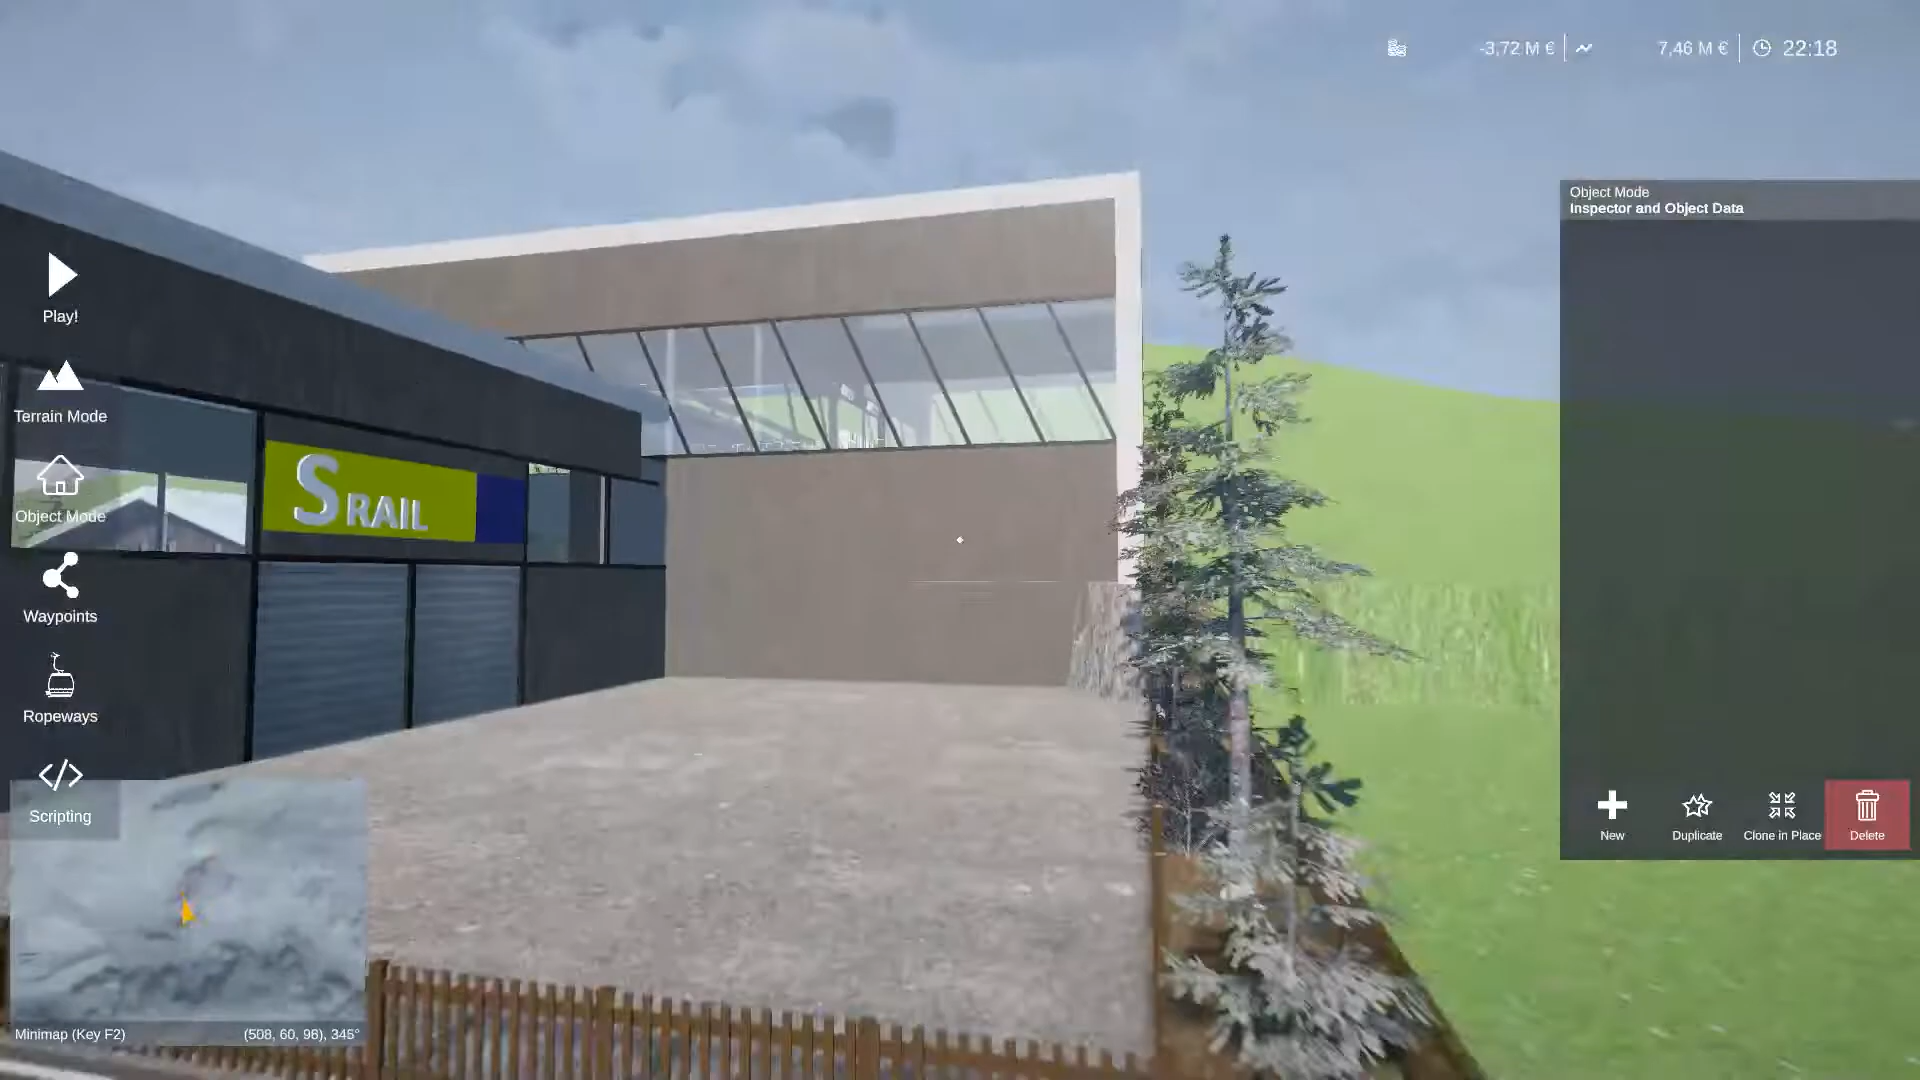 -3,72 M €
7,46 M €
22:18
Object Mode
Inspector and Object Data
Play!
Terrain Mode
Object Mode
S RAIL
Waypoints
Ropeways
Scripting
New
Duplicate
Clone in Place
Delete
Minimap (Key F2)
(508, 60, 96), 345°